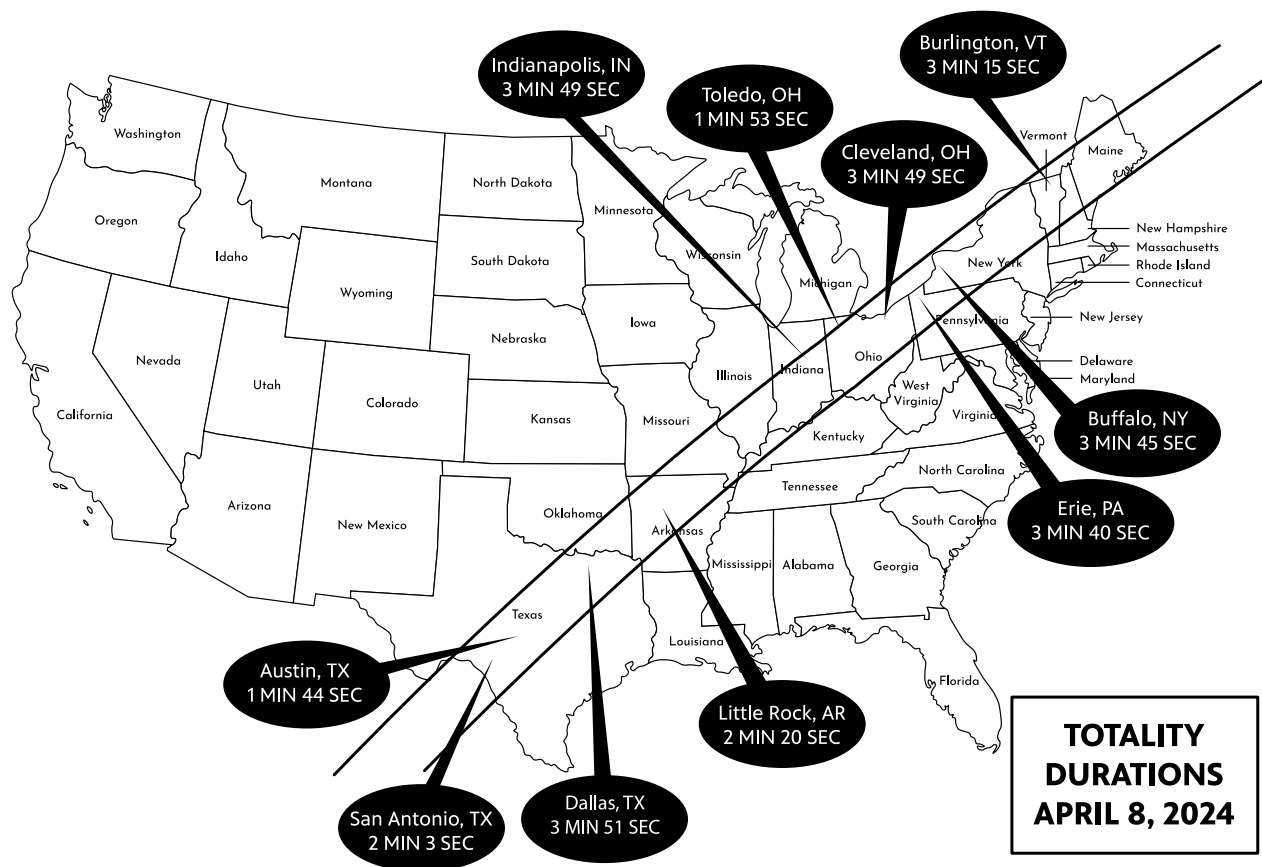 Burlington, VT
3 MIN 15 SEC
Indianapolis, IN
3 MIN 49 SEC
Toledo, OH
1 MIN 53 SEC
Cleveland, OH
3 MIN 49 SEC
Vermont
Maine
Washington
Montana
North Dakota
Minnesota
Oregon
Idaho
Wisconsin
New Hampshire
Massachusetts
Rhode Island
Connecticut
South Dakota
Michigan
New York
Wyoming
New Jersey
Iowa
Pennsylvania
Nebraska
Nevada
Ohio
Delaware
Maryland
Utah
Illinois
Indiana
West
Virginia
California
Colorado
Kansas
Missouri
Virginia
Kentucky
Buffalo, NY
3 MIN 45 SEC
North Carolina
Tennessee
Arizona
New Mexico
Oklahoma
Arkansas
South Carolina
Erie, PA
3 MIN 40 SEC
Mississippi
Alabama
Georgia
Texas
Louisiana
Florida
Austin, TX
1 MIN 44 SEC
Little Rock, AR
2 MIN 20 SEC
San Antonio, TX
2 MIN 3 SEC
Dallas, TX
3 MIN 51 SEC
TOTALITY
DURATIONS
APRIL 8, 2024